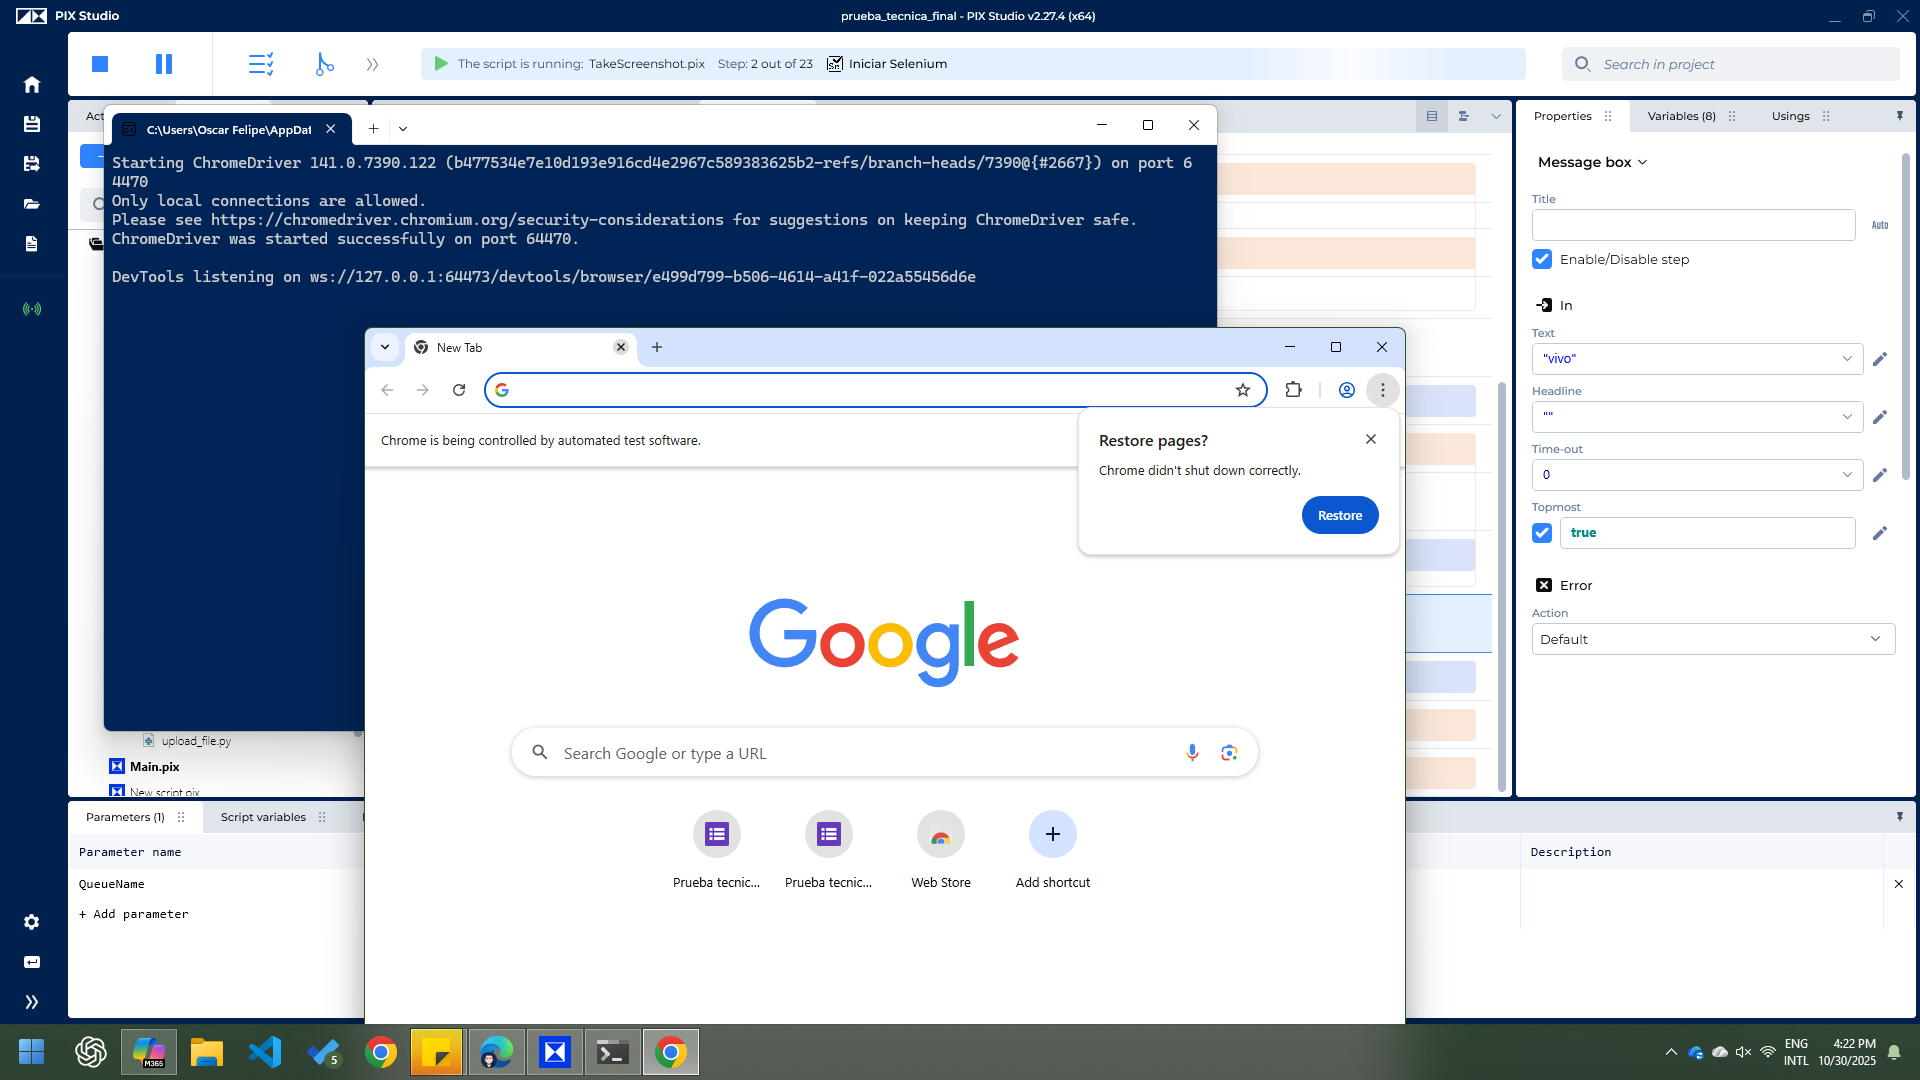 PIX Studio
prueba_tecnica_final - PIX Studio v2.27.4 (x64)
The script is running: TakeScreenshot.pix Step: 2 out of 23 Iniciar Selenium
Search in project
Act
C:\Users\Oscar Felipe\AppDat
Starting ChromeDriver 141.0.7390.122 (b477534e7e10d193e916cd4e2967c589383625b2-refs/branch-heads/7390@{#2667}) on port 6
4470
Only local connections are allowed.
Please see https://chromedriver.chromium.org/security-considerations for suggestions on keeping ChromeDriver safe.
ChromeDriver was started successfully on port 64470.
DevTools listening on ws://127.0.0.1:64473/devtools/browser/e499d799-b506-4614-a41f-022a55456d6e
New Tab
Chrome is being controlled by automated test software.
Restore pages?
Chrome didn't shut down correctly.
Restore
Google
Search Google or type a URL
Prueba tecnic...
Prueba tecnic...
Web Store
Add shortcut
Properties
Variables (8)
Usings
Message box
Title
Auto
Enable/Disable step
In
Text
"vivo"
Headline
""
Time-out
0
Topmost
true
Error
Action
Default
upload_file.py
Main.pix
New script.pix
Parameters (1)
Script variables
Parameter name
Description
QueueName
+ Add parameter
M365
5
ENG
INTL
4:22 PM
10/30/2025